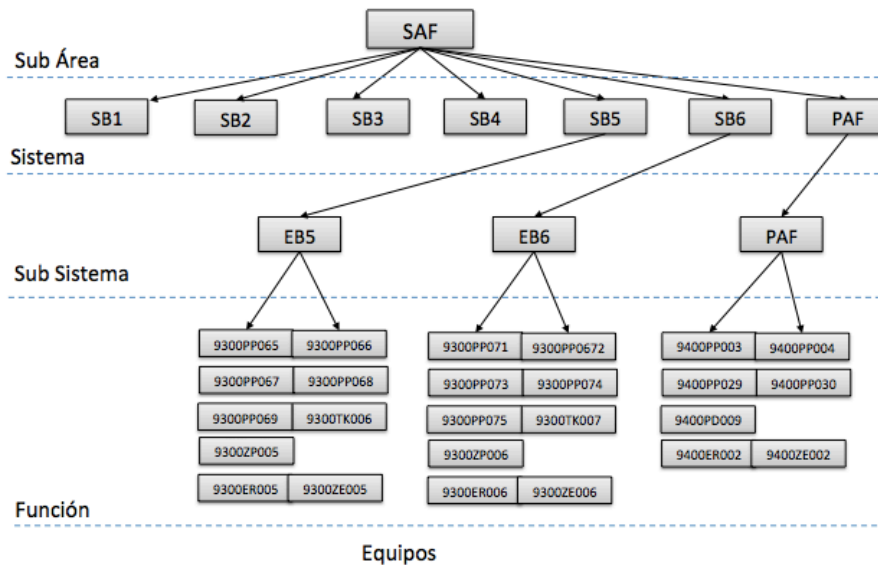 SAF
Sub Área
SB1 SB2 SB3 SB4 SB5 SB6 PAF
Sistema
EB5 EB6 PAF
Sub Sistema
9300PP065 9300PP066 9300PP071 9300PP0672 9400PP003 9400PP004
9300PP067 9300PP068 9300PP073 9300PP074 9400PP029 9400PP030
9300PP069 9300TK006 9300PP075 9300TK007 9400PD009
9300ZP005 9300ZP006 9400ER002 9400ZE002
9300ER005 9300ZE005 9300ER006 9300ZE006
Función
Equipos